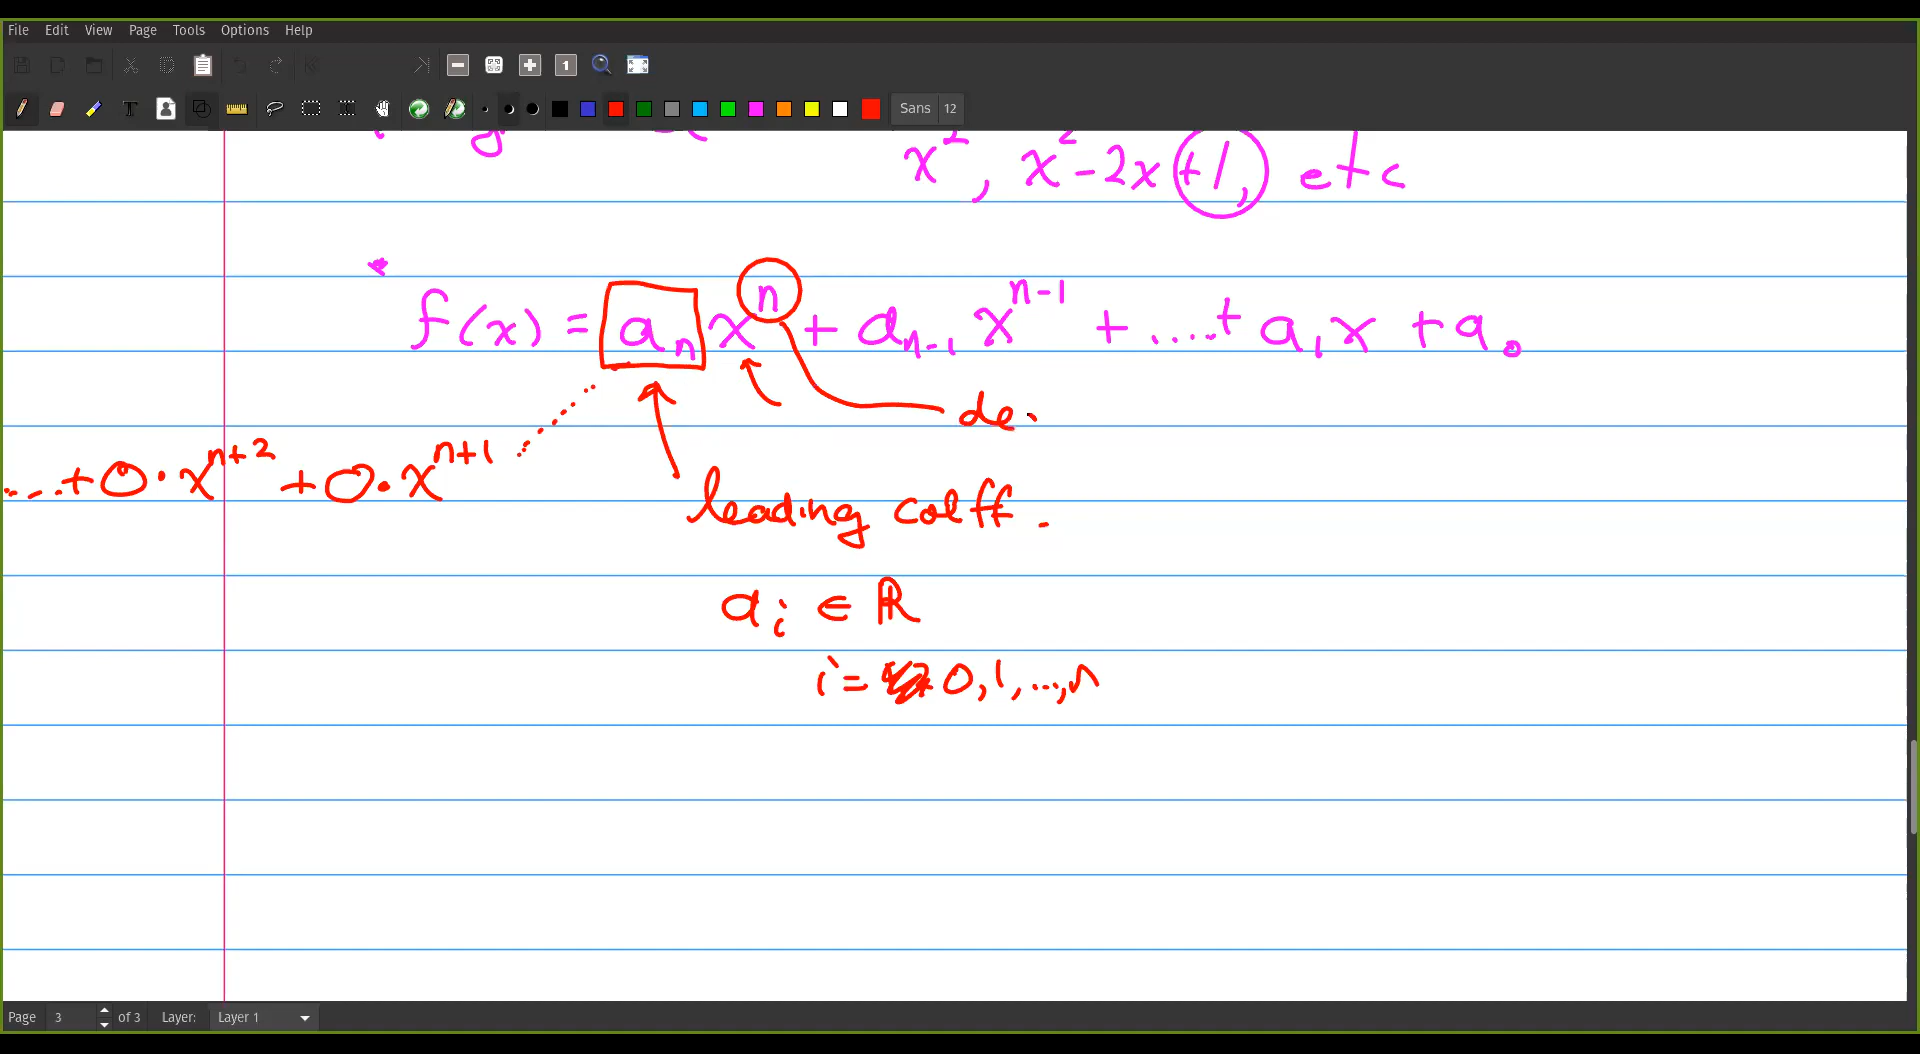 File Edit View Page Tools Options Help
Sans 12
x², x² - 2x + 1, etc
f(x) = aₙxⁿ + aₙ₋₁xⁿ⁻¹ + ....+ a₁x + a₀
de
....+0·xⁿ⁺² + 0·xⁿ⁺¹
leading coeff.
aᵢ ∈ ℝ
i = 0, 1, ..., n
Page 3 of 3 Layer: Layer 1